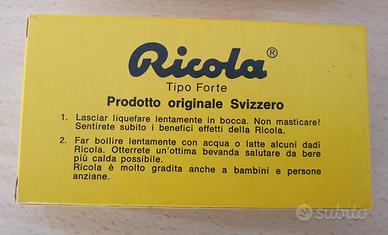 Ricola®
Tipo Forte
Prodotto originale Svizzero
1. Lasciar liquefare lentamente in bocca. Non masticare!
Sentirete subito i benefici effetti della Ricola.
2. Far bollire lentamente con acqua o latte alcuni dadi
Ricola. Otterrete un'ottima bevanda salutare da bere
più calda possibile.
Ricola è molto gradita anche a bambini e persone
anziane.
subito